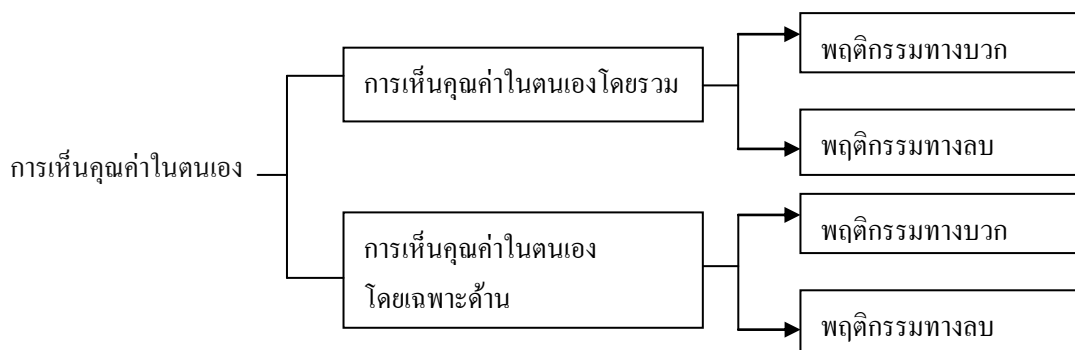 การเห็นคุณค่าในตนเอง
การเห็นคุณค่าในตนเองโดยรวม
พฤติกรรมทางบวก
พฤติกรรมทางลบ
การเห็นคุณค่าในตนเอง
โดยเฉพาะด้าน
พฤติกรรมทางบวก
พฤติกรรมทางลบ